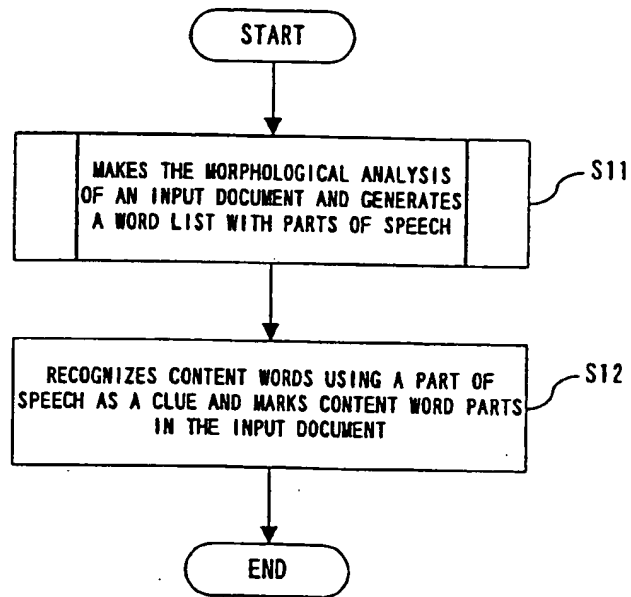 START
MAKES THE MORPHOLOGICAL ANALYSIS
OF AN INPUT DOCUMENT AND GENERATES
A WORD LIST WITH PARTS OF SPEECH
S11
RECOGNIZES CONTENT WORDS USING A PART OF
SPEECH AS A CLUE AND MARKS CONTENT WORD PARTS
IN THE INPUT DOCUMENT
S12
END